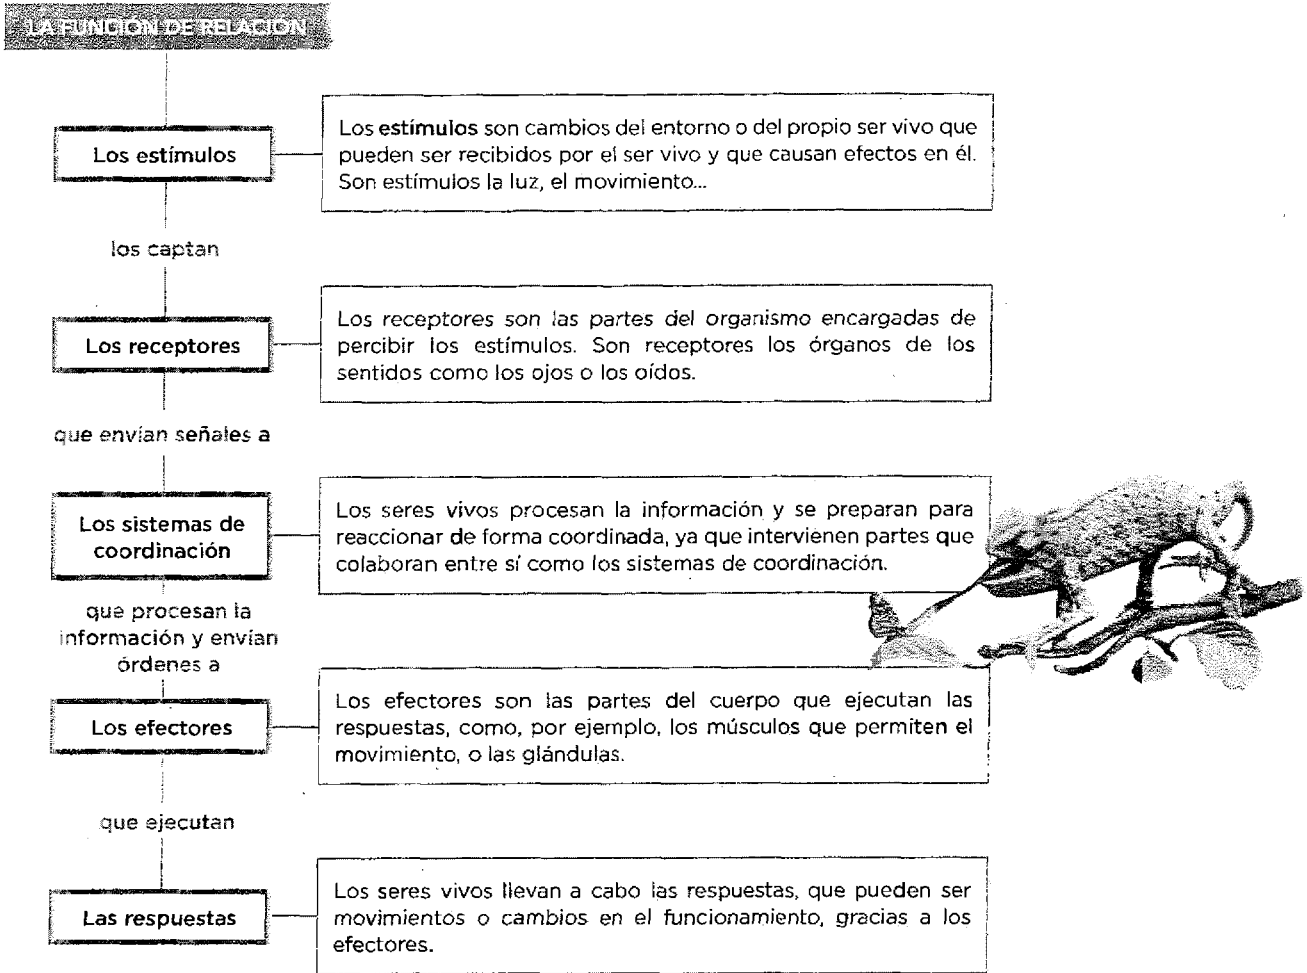 LA FUNCIÓN DE RELACIÓN
Los estímulos
Los estímulos son cambios del entorno o del propio ser vivo que
pueden ser recibidos por el ser vivo y que causan efectos en él.
Son estímulos la luz, el movimiento...
los captan
Los receptores
Los receptores son las partes del organismo encargadas de
percibir los estímulos. Son receptores los órganos de los
sentidos como los ojos o los oídos.
que envían señales a
Los sistemas de
coordinación
Los seres vivos procesan la información y se preparan para
reaccionar de forma coordinada, ya que intervienen partes que
colaboran entre sí como los sistemas de coordinación.
que procesan la
información y envían
órdenes a
Los efectores
Los efectores son las partes del cuerpo que ejecutan las
respuestas, como, por ejemplo, los músculos que permiten el
movimiento, o las glándulas.
que ejecutan
Las respuestas
Los seres vivos llevan a cabo las respuestas, que pueden ser
movimientos o cambios en el funcionamiento, gracias a los
efectores.